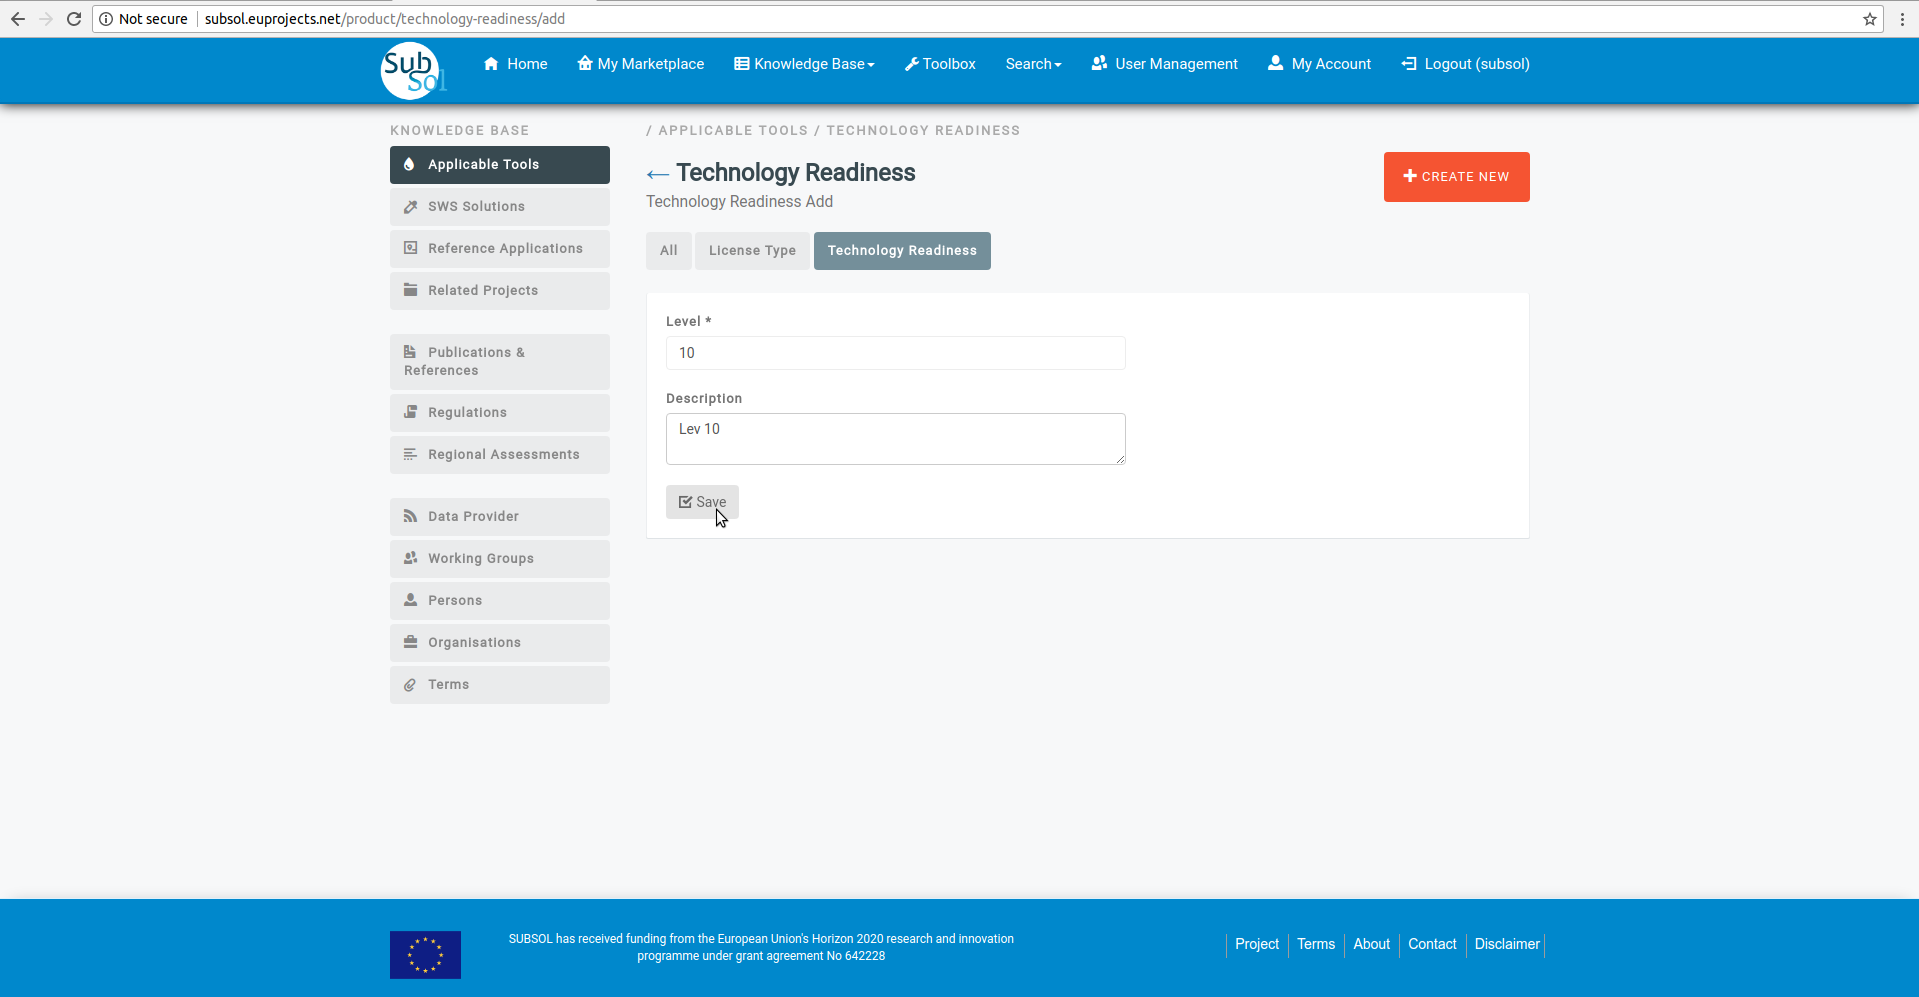 Not secure | subsol.euprojects.net/product/technology-readiness/add
Sub Sol
Home
My Marketplace
Knowledge Base
Toolbox
Search
User Management
My Account
Logout (subsol)
KNOWLEDGE BASE
Applicable Tools
SWS Solutions
Reference Applications
Related Projects
Publications &
References
Regulations
Regional Assessments
Data Provider
Working Groups
Persons
Organisations
Terms
/ APPLICABLE TOOLS / TECHNOLOGY READINESS
← Technology Readiness
Technology Readiness Add
CREATE NEW
All
License Type
Technology Readiness
Level *
10
Description
Lev 10
Save
SUBSOL has received funding from the European Union's Horizon 2020 research and innovation
programme under grant agreement No 642228
Project
Terms
About
Contact
Disclaimer